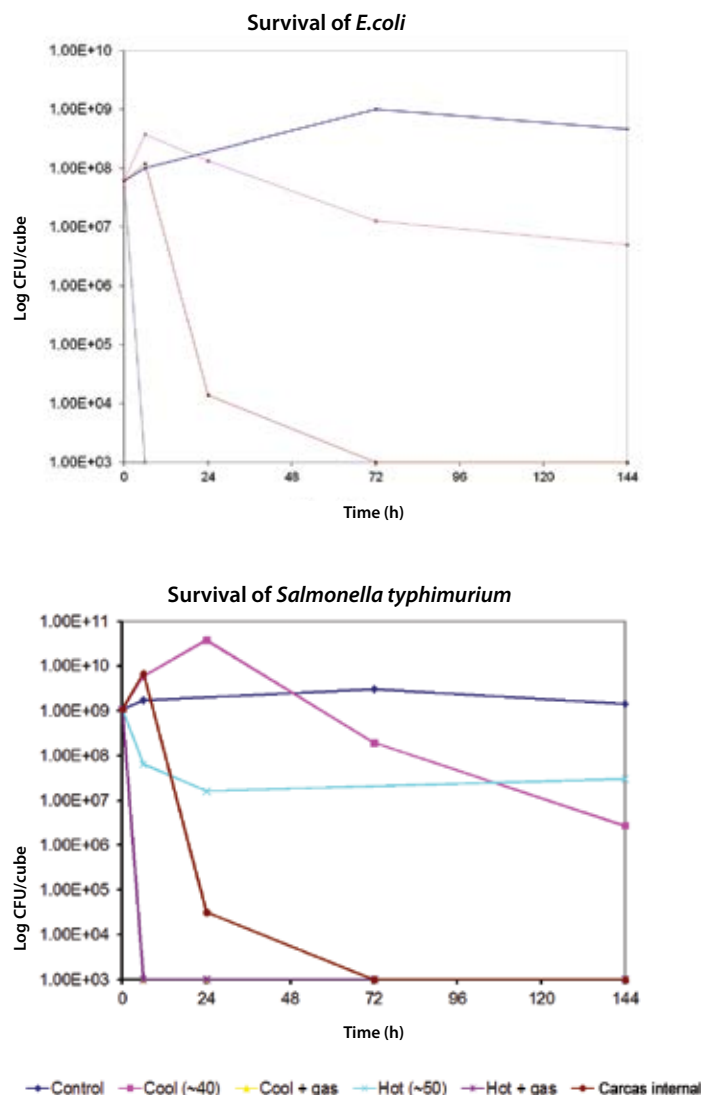 Survival of E.coli
1.00E+10
1.00E+09
1.00E+08
1.00E+07
1.00E+06
1.00E+05
1.00E+04
1.00E+03
Log CFU/cube
0 24 48 72 96 120 144
Time (h)
Survival of Salmonella typhimurium
1.00E+11
1.00E+10
1.00E+09
1.00E+08
1.00E+07
1.00E+06
1.00E+05
1.00E+04
1.00E+03
Log CFU/cube
0 24 48 72 96 120 144
Time (h)
Control Cool (~40) Cool + gas Hot (~50) Hot + gas Carcas internal